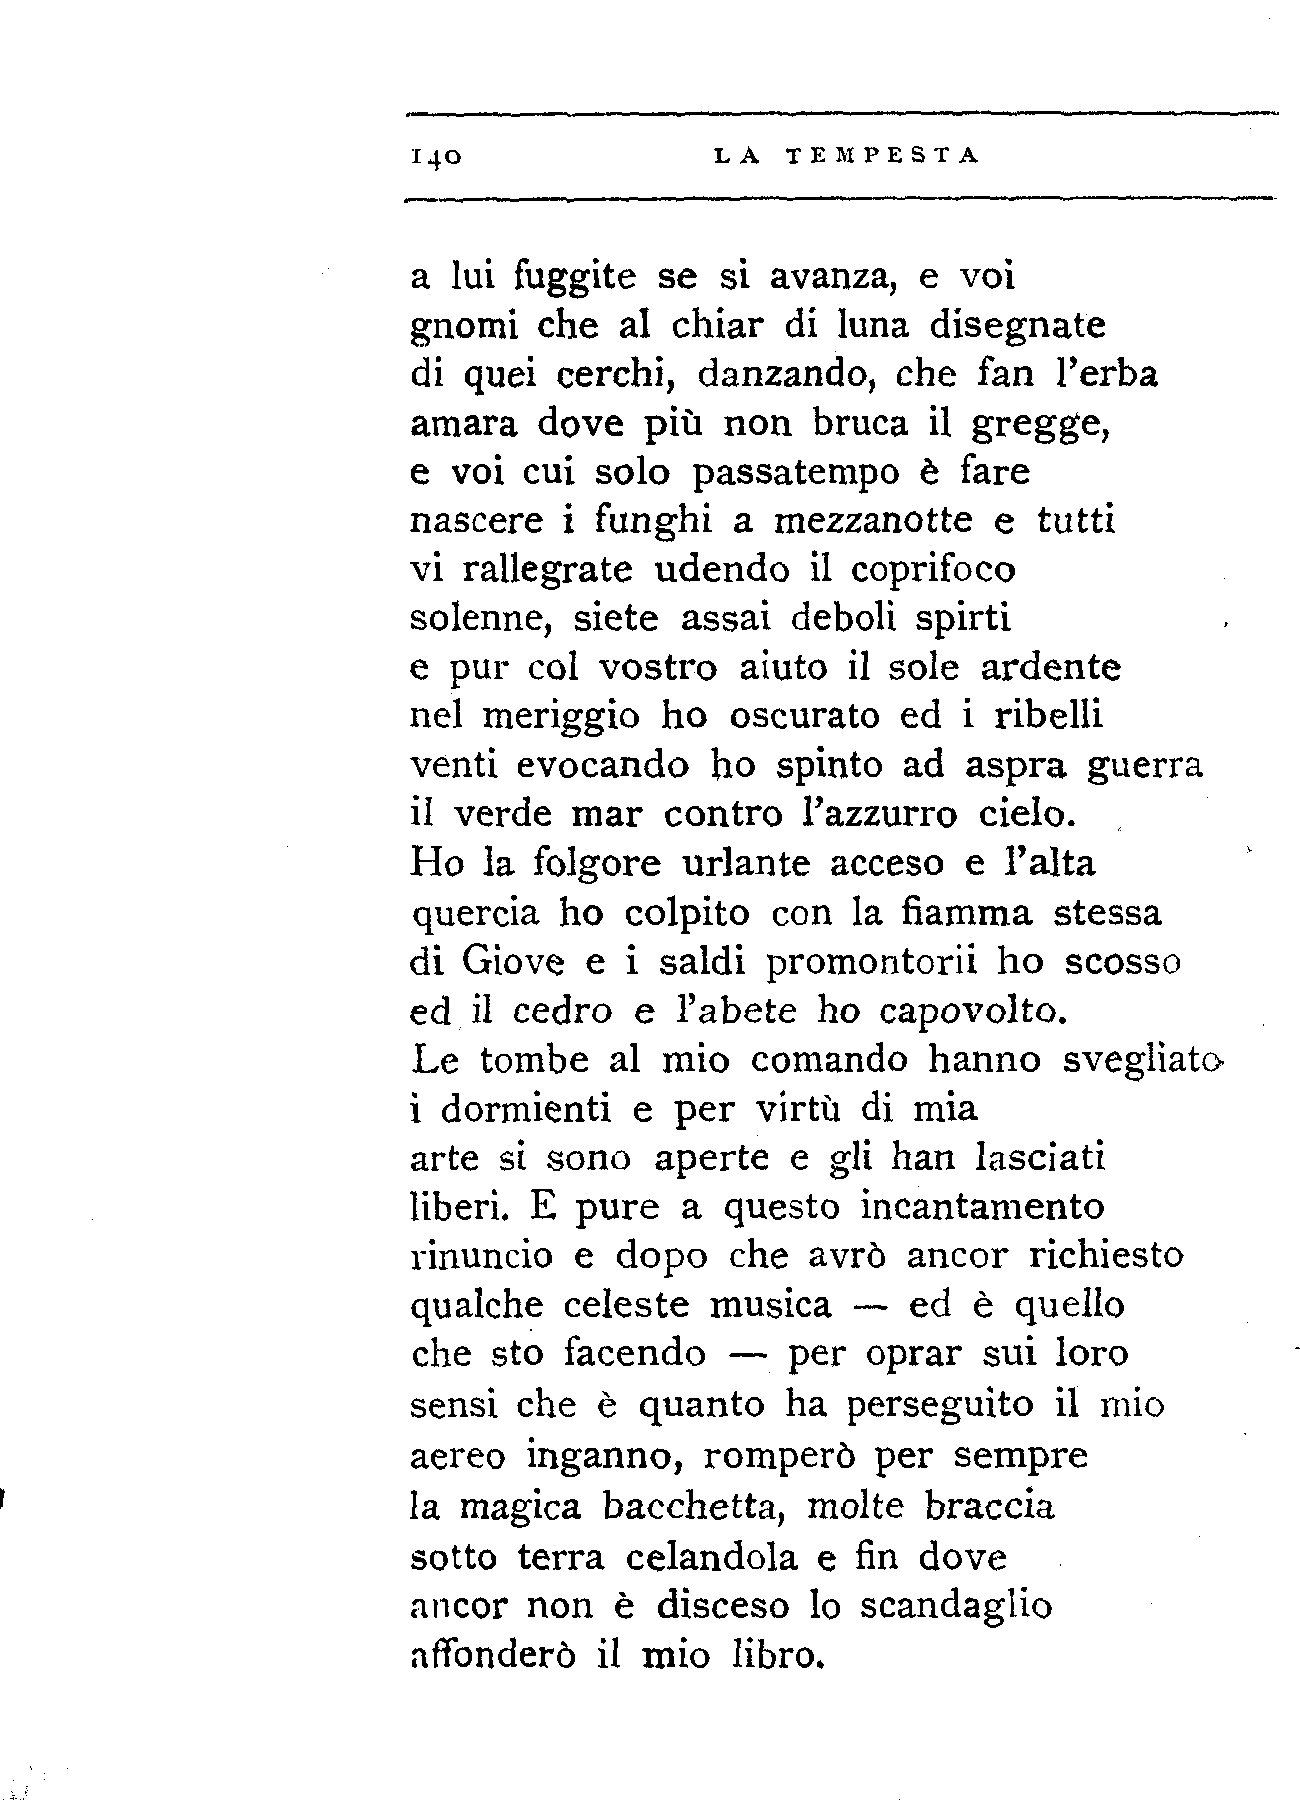 140 LA TEMPESTA
a lui fuggite se si avanza, e voi
gnomi che al chiar di luna disegnate
di quei cerchi, danzando, che fan l'erba
amara dove più non bruca il gregge,
e voi cui solo passatempo è fare
nascere i funghi a mezzanotte e tutti
vi rallegrate udendo il coprifoco
solenne, siete assai deboli spirti
e pur col vostro aiuto il sole ardente
nel meriggio ho oscurato ed i ribelli
venti evocando ho spinto ad aspra guerra
il verde mar contro l'azzurro cielo.
Ho la folgore urlante acceso e l'alta
quercia ho colpito con la fiamma stessa
di Giove e i saldi promontorii ho scosso
ed il cedro e l'abete ho capovolto.
Le tombe al mio comando hanno svegliato
i dormienti e per virtù di mia
arte si sono aperte e gli han lasciati
liberi. E pure a questo incantamento
rinuncio e dopo che avrò ancor richiesto
qualche celeste musica — ed è quello
che sto facendo — per oprar sui loro
sensi che è quanto ha perseguito il mio
aereo inganno, romperò per sempre
la magica bacchetta, molte braccia
sotto terra celandola e fin dove
ancor non è disceso lo scandaglio
affonderò il mio libro.